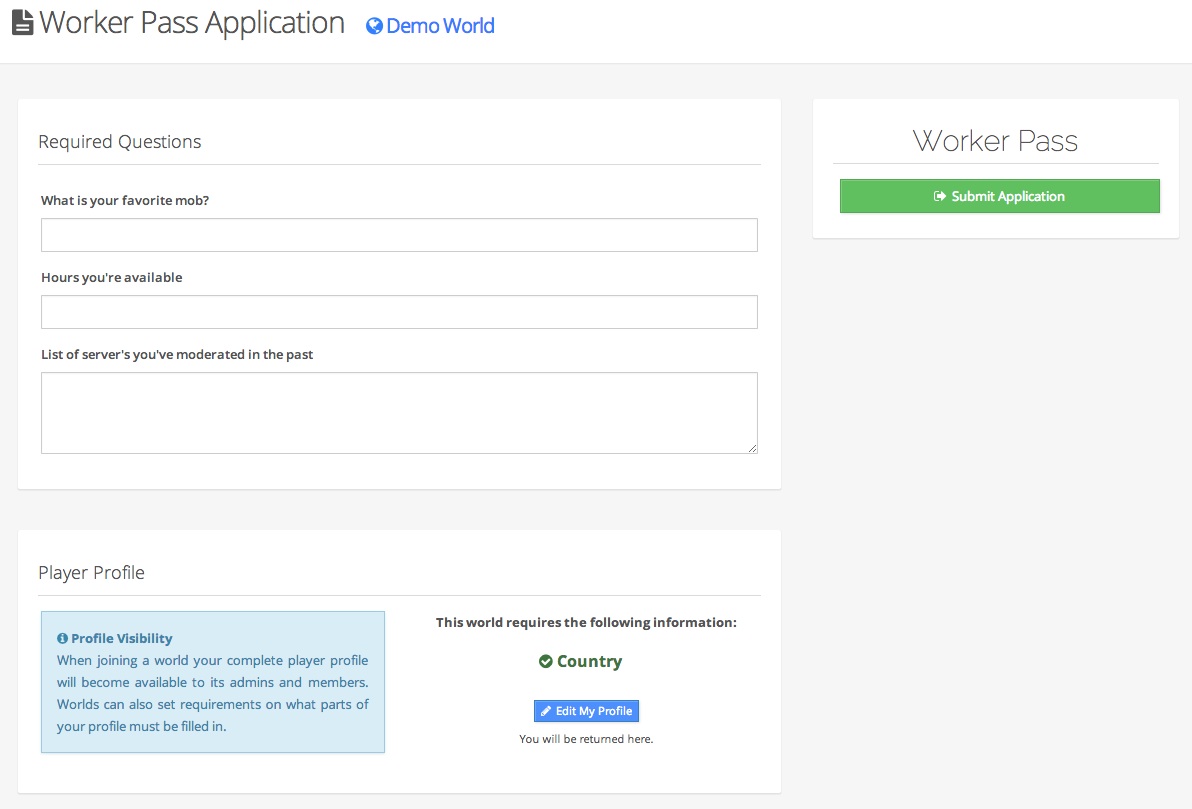 Worker Pass Application Demo World
Required Questions
What is your favorite mob?
Hours you're available
List of server's you've moderated in the past
Worker Pass
Submit Application
Player Profile
Profile Visibility
When joining a world your complete player profile
will become available to its admins and members.
Worlds can also set requirements on what parts of
your profile must be filled in.
This world requires the following information:
Country
Edit My Profile
You will be returned here.